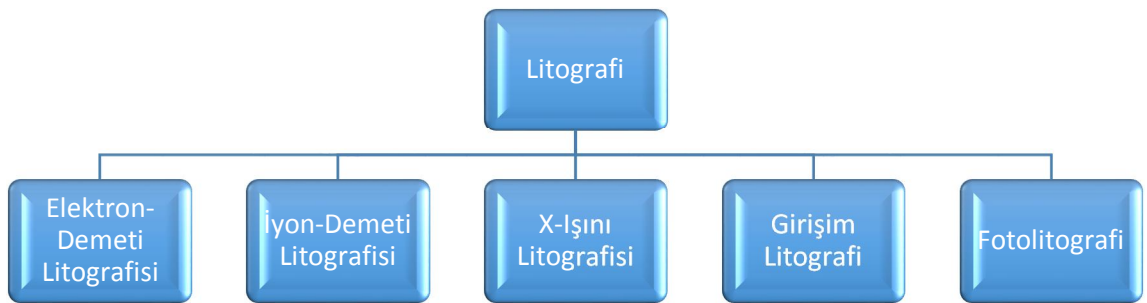 Litografi
Elektron-
Demeti
Litografisi
İyon-Demeti
Litografisi
X-Işını
Litografisi
Girişim
Litografi
Fotolitografi